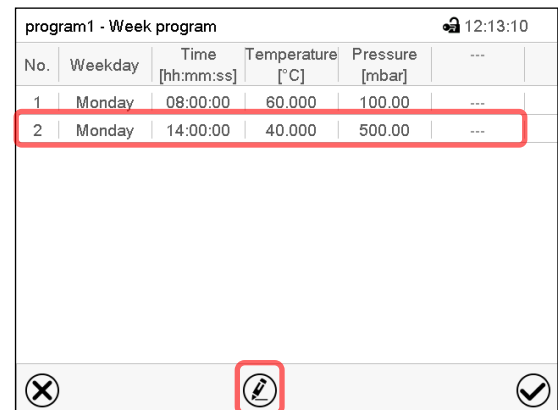 program1 - Week program 12:13:10
No. Weekday Time [hh:mm:ss] Temperature [°C] Pressure [mbar] ---
1 Monday 08:00:00 60.000 100.00 ---
2 Monday 14:00:00 40.000 500.00 ---